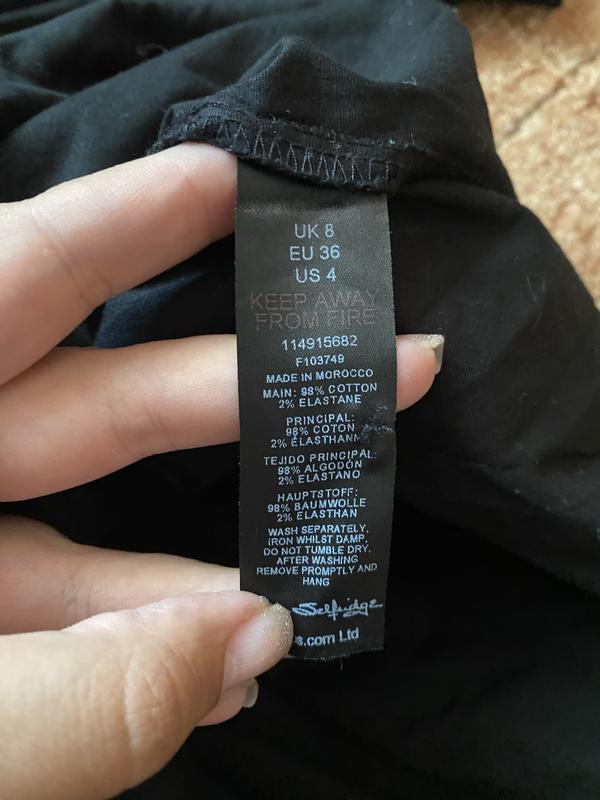 UK 8
EU 36
US 4
KEEP AWAY
FROM FIRE
114915682
F103749
MADE IN MOROCCO
MAIN: 98% COTTON
2% ELASTANE
PRINCIPAL:
98% COTON
2% ÉLASTHANN
TEJIDO PRINCIPAL:
98% ALGODÓN
2% ELASTANO
HAUPTSTOFF:
98% BAUMWOLLE
2% ELASTHAN
WASH SEPARATELY,
IRON WHILST DAMP,
DO NOT TUMBLE DRY,
AFTER WASHING
REMOVE PROMPTLY AND
HANG
Selfridge
s.com Ltd